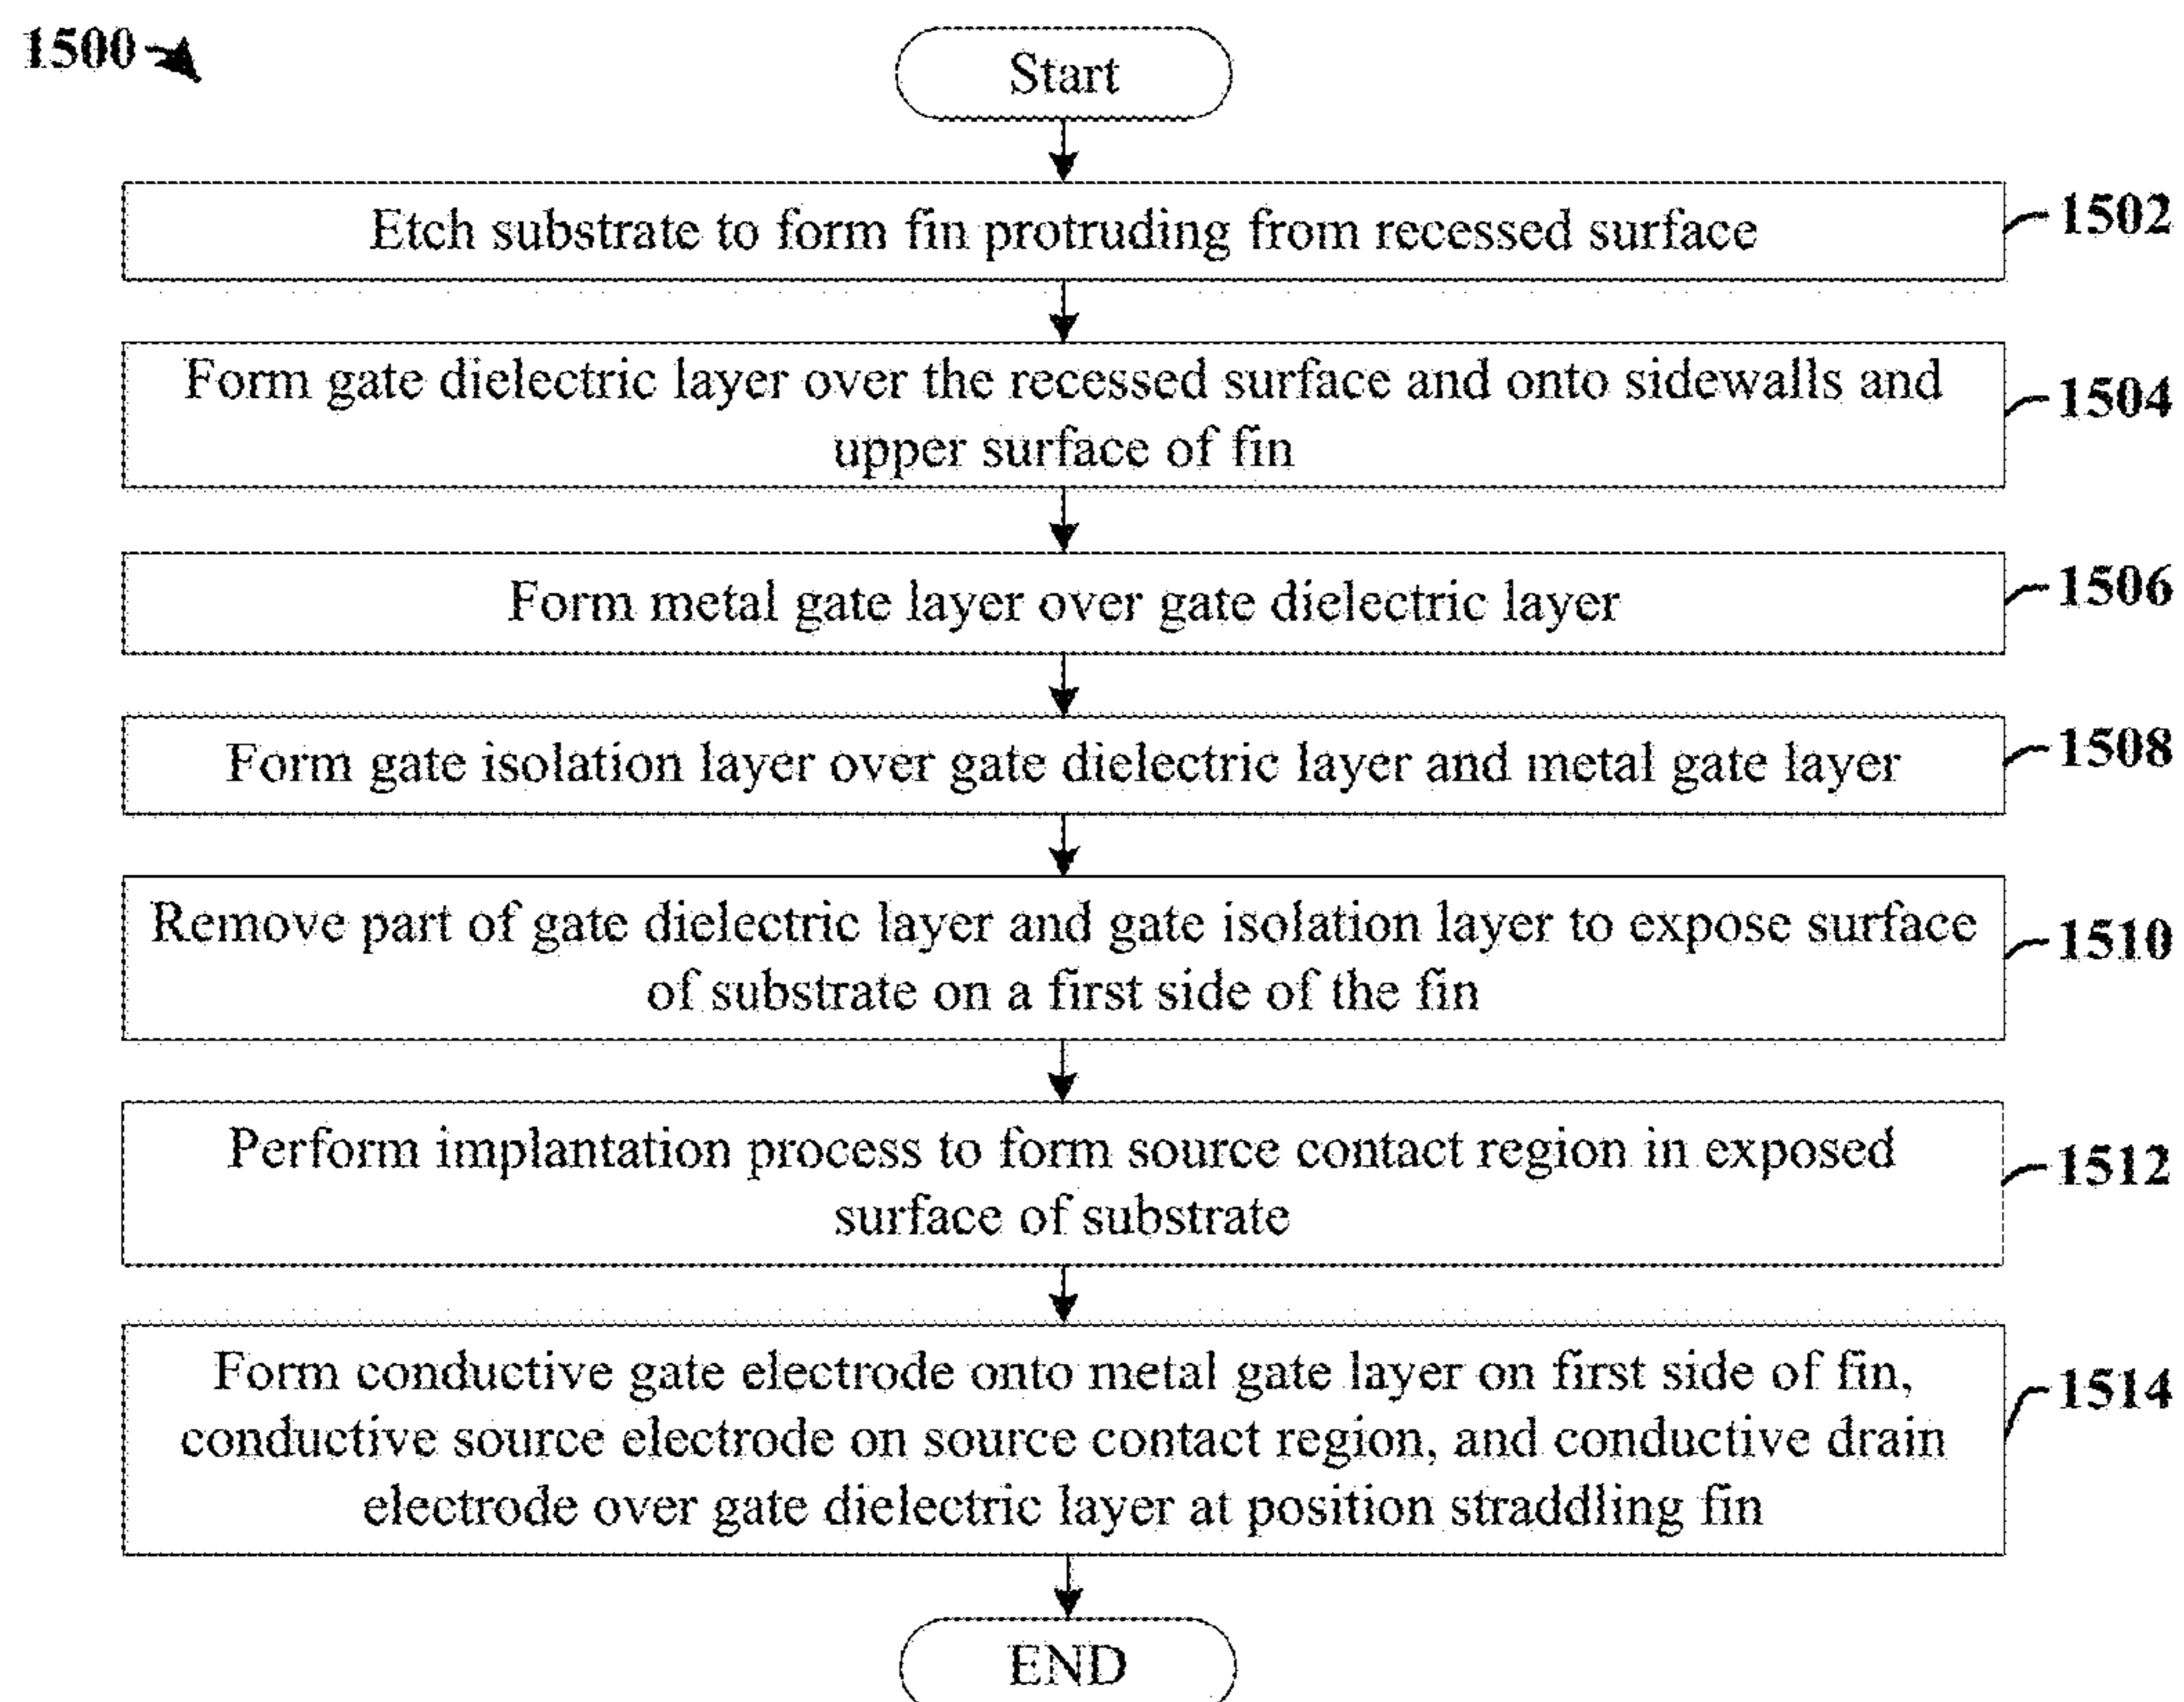 1500
Start
Etch substrate to form fin protruding from recessed surface
1502
Form gate dielectric layer over the recessed surface and onto sidewalls and
upper surface of fin
1504
Form metal gate layer over gate dielectric layer
1506
Form gate isolation layer over gate dielectric layer and metal gate layer
1508
Remove part of gate dielectric layer and gate isolation layer to expose surface
of substrate on a first side of the fin
1510
Perform implantation process to form source contact region in exposed
surface of substrate
1512
Form conductive gate electrode onto metal gate layer on first side of fin,
conductive source electrode on source contact region, and conductive drain
electrode over gate dielectric layer at position straddling fin
1514
END